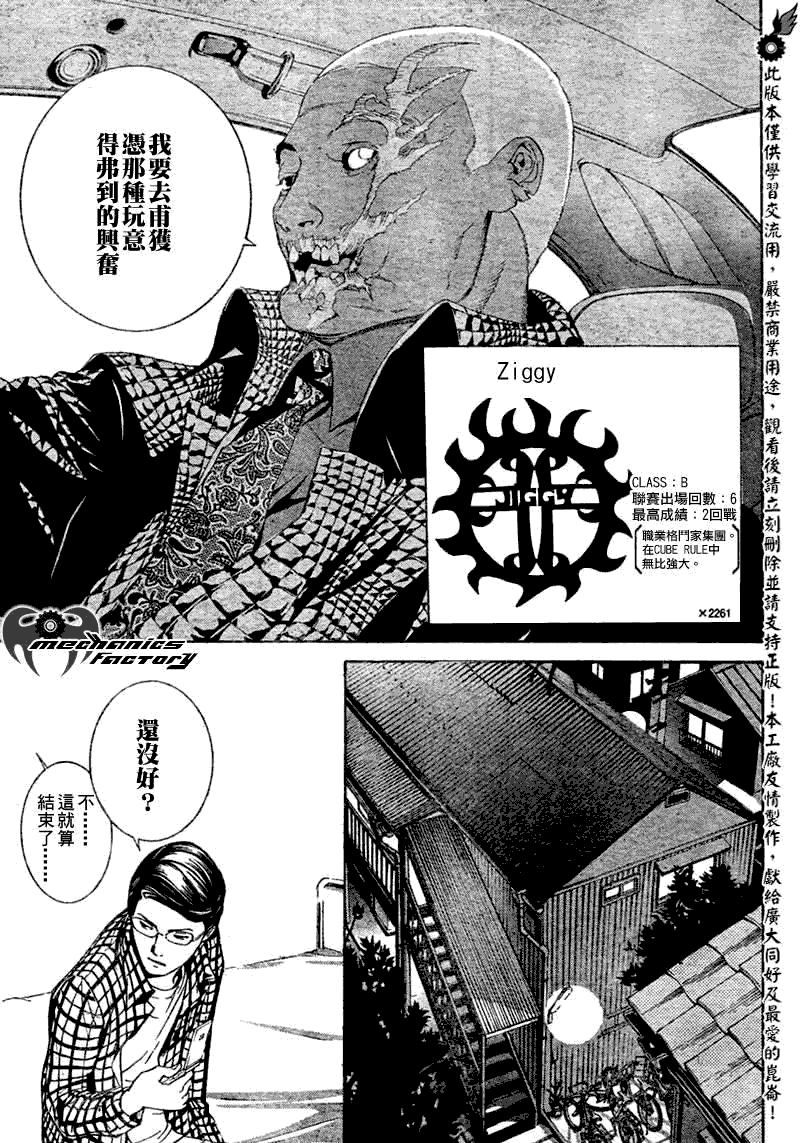 我要去甫獲
憑那種玩意
得弗到的興奮
Ziggy
JIGGLY
CLASS：B
聯賽出場回數：6
最高成績：2回戰
職業格鬥家集團。
在CUBE RULE中
無比強大。
×2261
mechanics
Factory
還沒好？
不……
這就算
結束了……
此版本僅供學習交流用，嚴禁商業用途，觀看後請立刻刪除並請支持正版！本工廠友情製作，獻給廣大同好及最愛的崑崙！